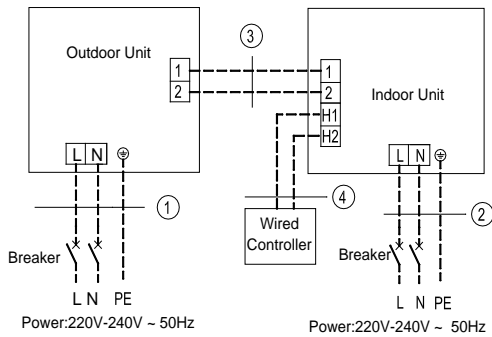 Outdoor Unit
1
2
L N
③
1
2
H1
H2
Indoor Unit
L N
①
Breaker
L N PE
Power:220V-240V ~ 50Hz
④
Wired
Controller
②
Breaker
L N PE
Power:220V-240V ~ 50Hz